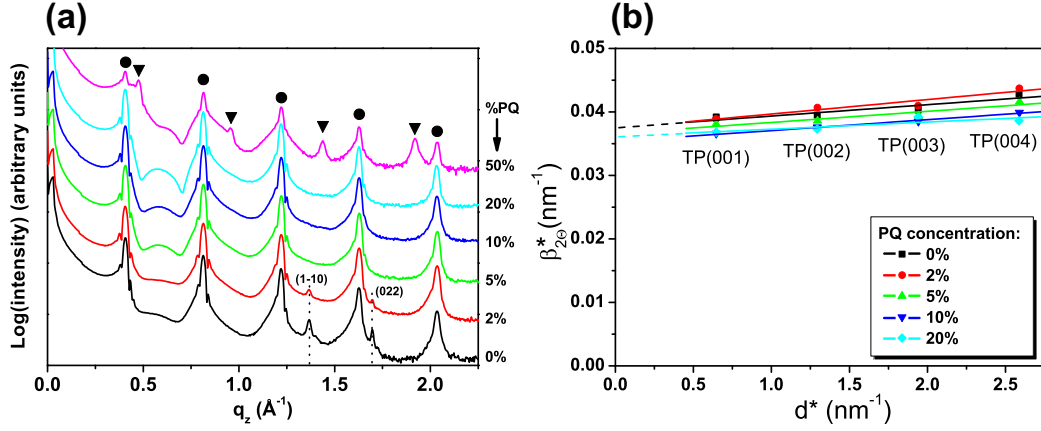 (a)
Log(intensity) (arbitrary units)
%PQ
50%
20%
10%
5%
2%
0%
(1-10)
(022)
0.0 0.5 1.0 1.5 2.0
q_z (Å⁻¹)
(b)
β*_2Θ (nm⁻¹)
0.05
0.04
0.03
0.02
0.01
0.00
TP(001) TP(002) TP(003) TP(004)
PQ concentration:
0%
2%
5%
10%
20%
0.0 0.5 1.0 1.5 2.0 2.5
d* (nm⁻¹)